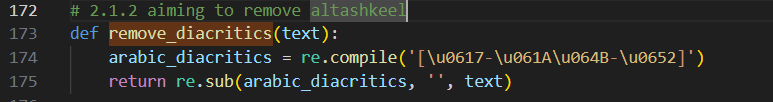 172 # 2.1.2 aiming to remove altashkeel
173 def remove_diacritics(text):
174 arabic_diacritics = re.compile('[\u0617-\u061A\u064B-\u0652]')
175 return re.sub(arabic_diacritics, '', text)
176